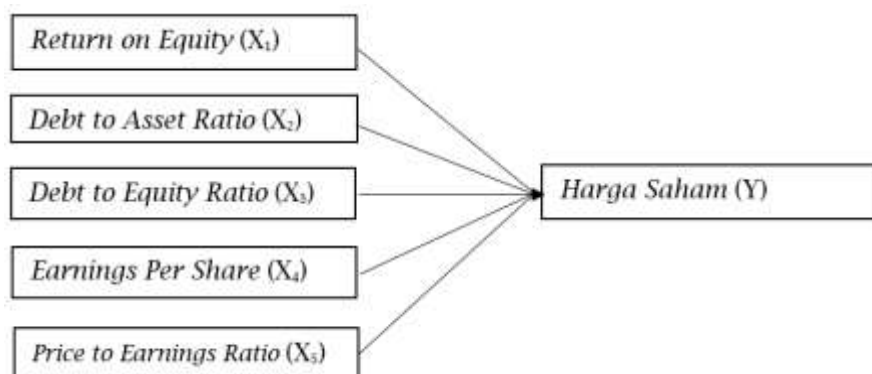 Return on Equity (X₁)
Debt to Asset Ratio (X₂)
Debt to Equity Ratio (X₃)
Harga Saham (Y)
Earnings Per Share (X₄)
Price to Earnings Ratio (X₅)